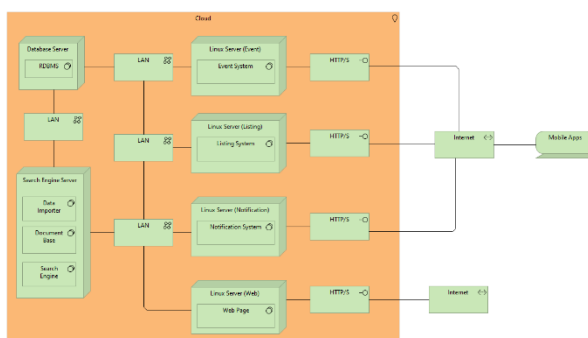 Cloud
Database Server
RDBMS
LAN
Linux Server (Event)
Event System
HTTP/S
LAN
LAN
Linux Server (Listing)
Listing System
HTTP/S
Internet
Mobile Apps
Search Engine Server
Data
Importer
Document
Base
Search
Engine
LAN
Linux Server (Notification)
Notification System
HTTP/S
Linux Server (Web)
Web Page
HTTP/S
Internet